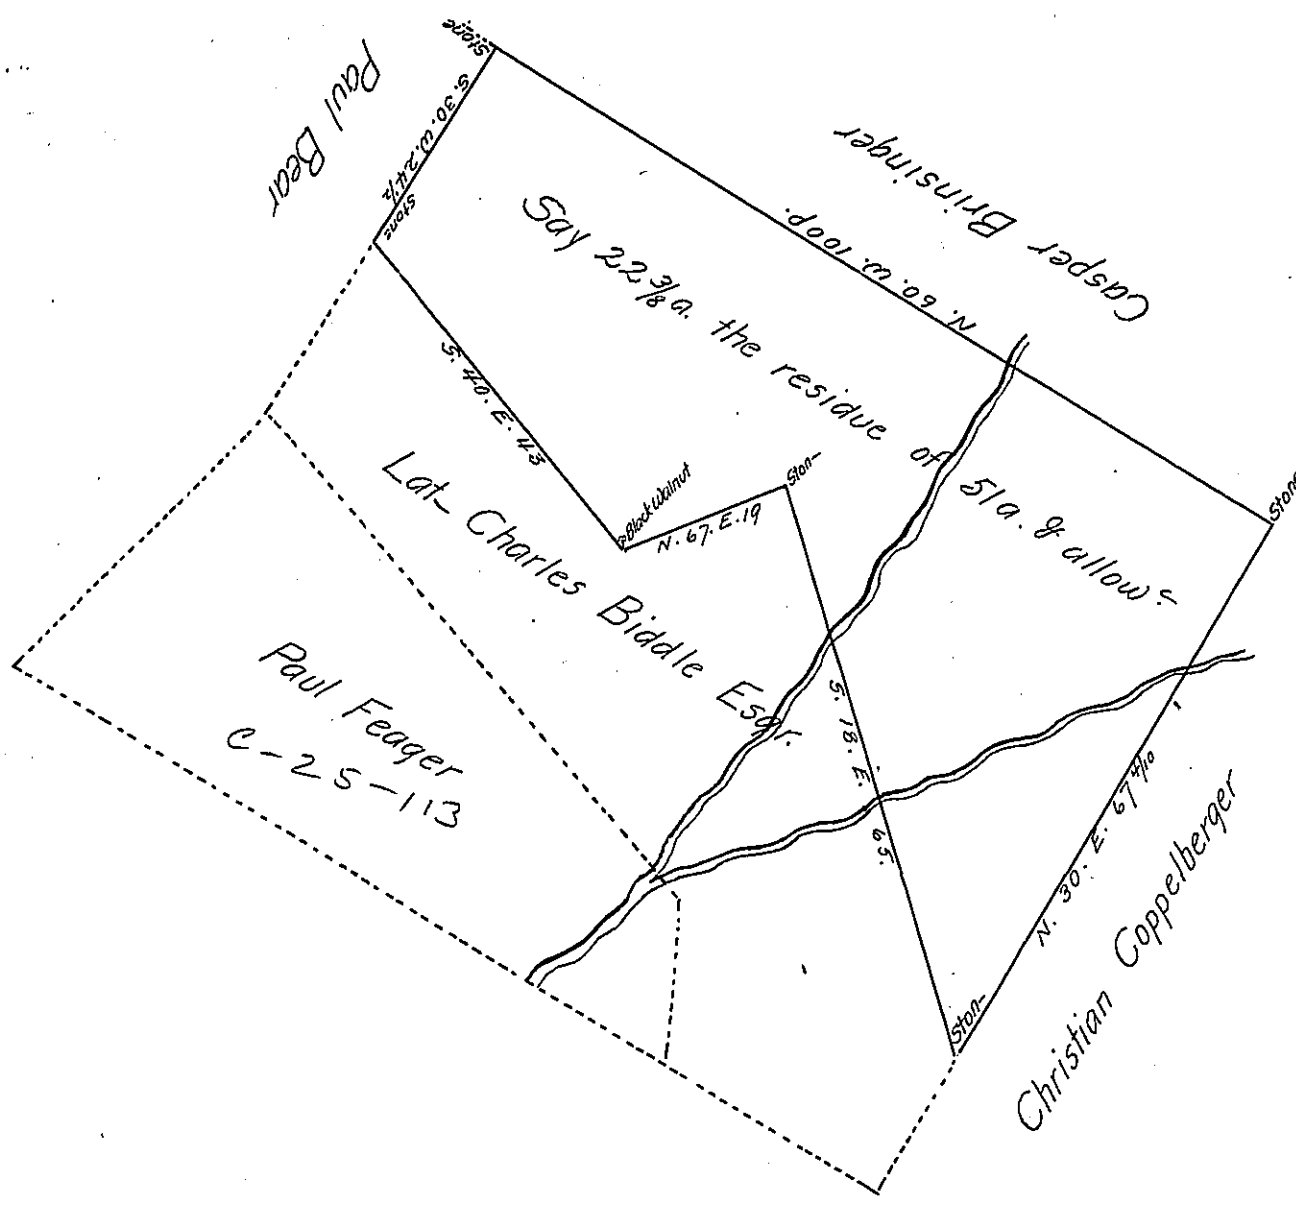 Stone
Paul Bear
S. 30. W. 24½
Stone
Casper Brinsinger
N. 60. W. 100p.
Say 22⅜a. the residue of 51a. & allowᶜ
Stone
S. 40. E. 43
Black Walnut
N. 67. E. 19
Ston-
Lat- Charles Biddle Esqr.
S. 18. E. 65.
Paul Feager
C-25-113
N. 30. E. 67 4/10
Ston-
Christian Coppelberger